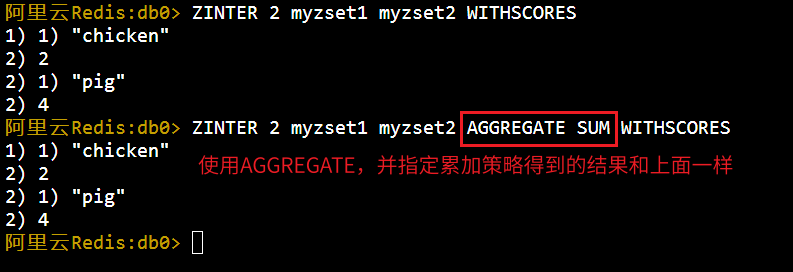 阿里云Redis:db0> ZINTER 2 myzset1 myzset2 WITHSCORES
1) 1) "chicken"
2) 2
2) 1) "pig"
2) 4
阿里云Redis:db0> ZINTER 2 myzset1 myzset2 AGGREGATE SUM WITHSCORES
1) 1) "chicken"
2) 2
使用AGGREGATE，并指定累加策略得到的结果和上面一样
2) 1) "pig"
2) 4
阿里云Redis:db0>